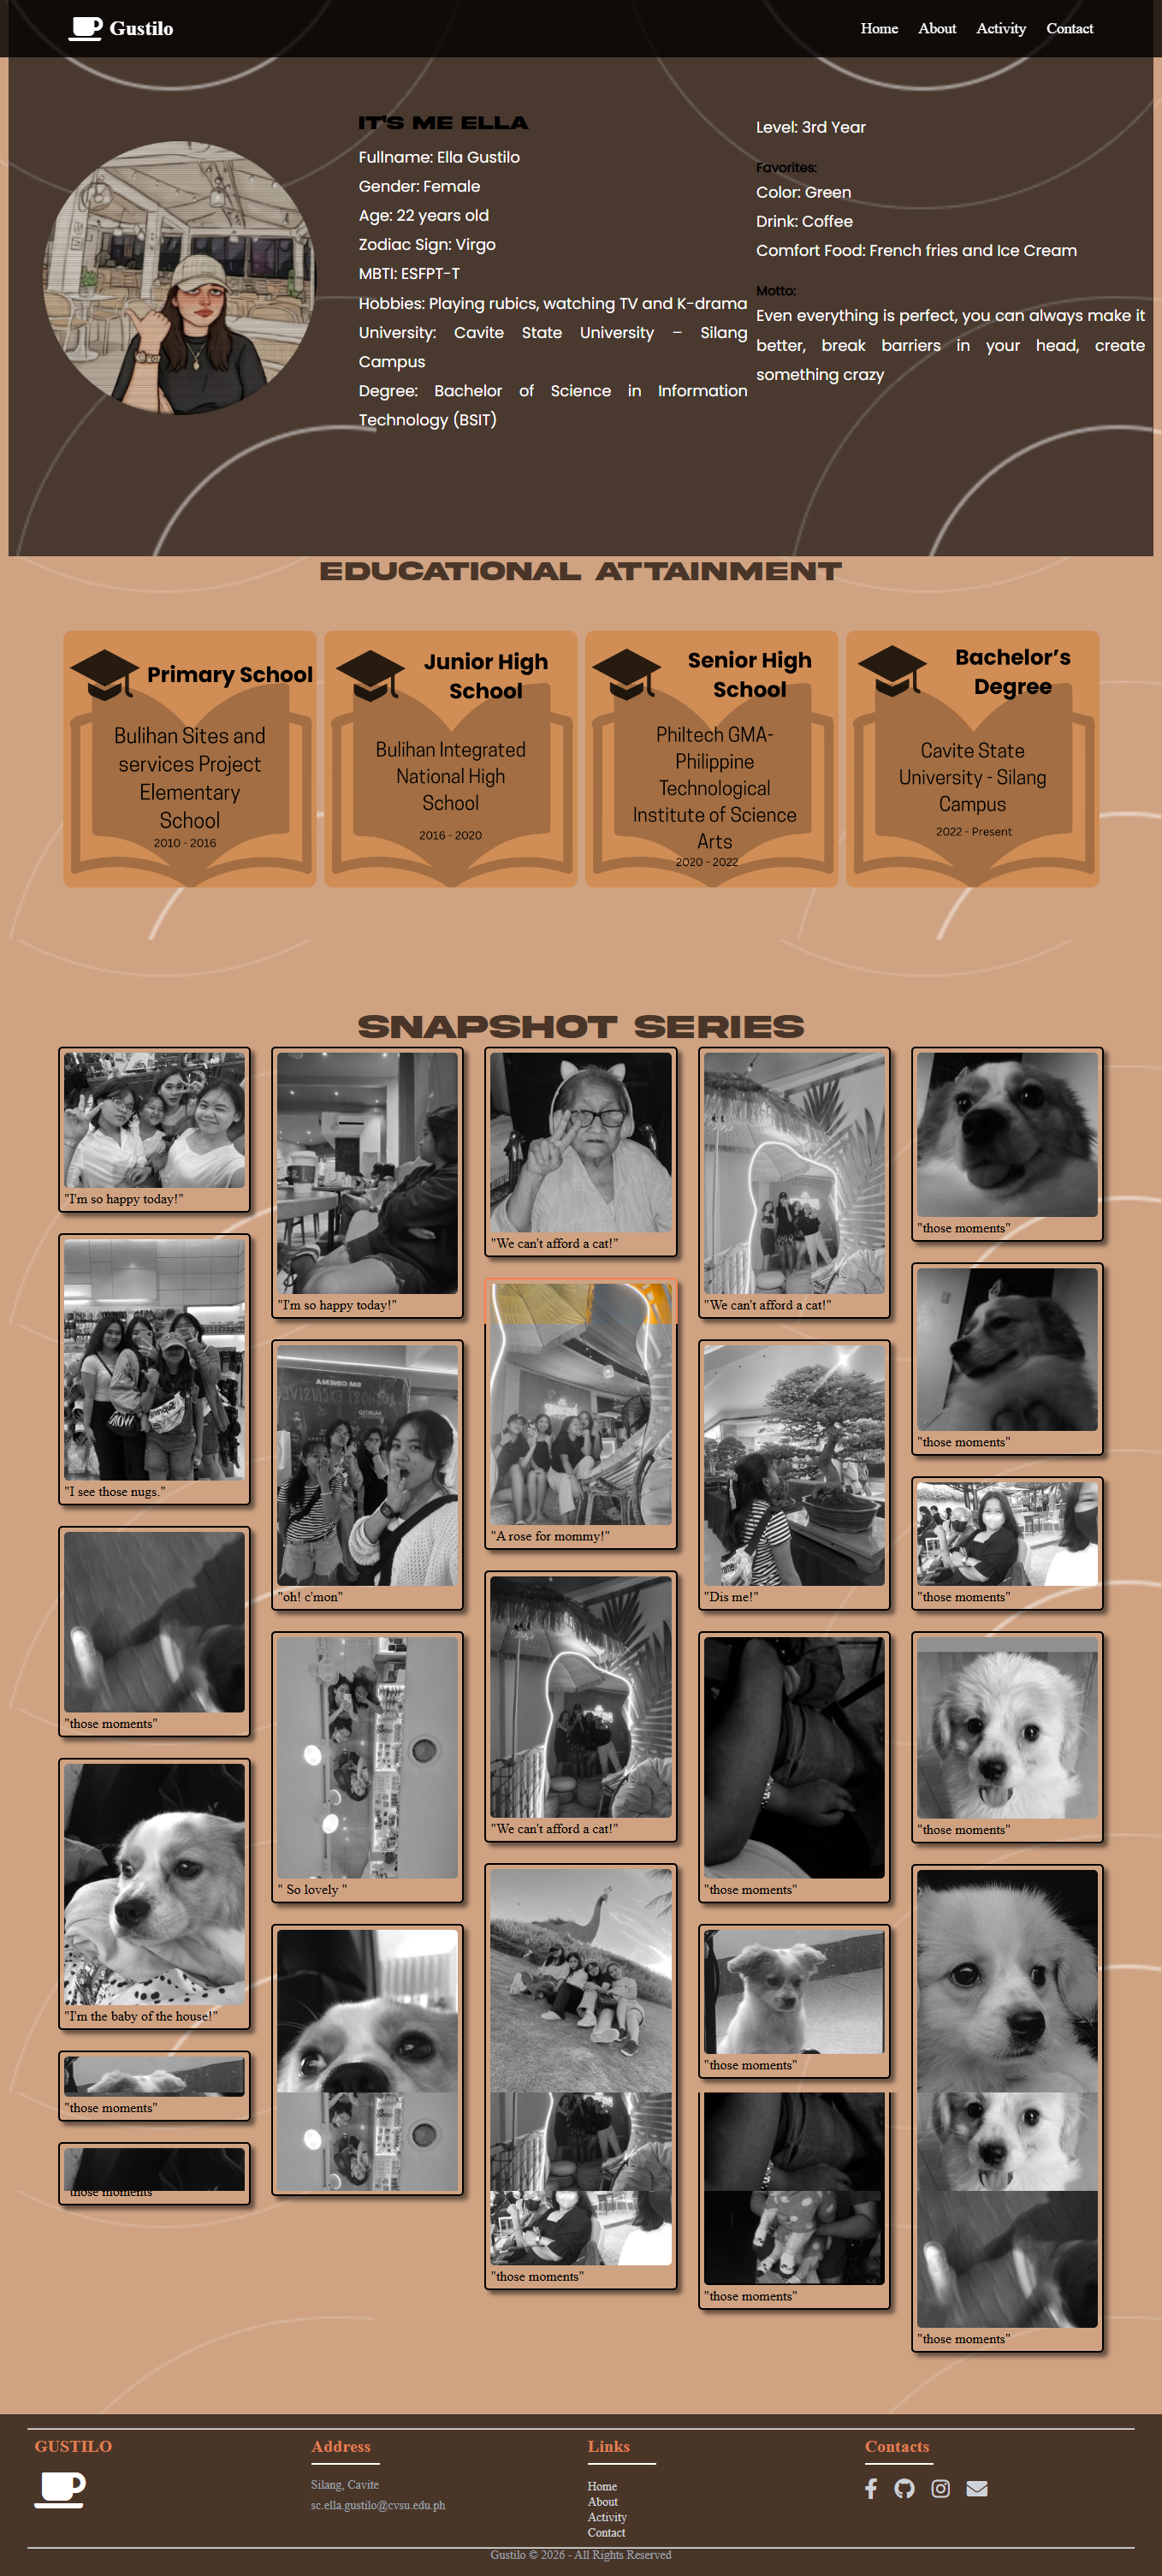 Gustilo
Home About Activity Contact
IT'S ME ELLA
Fullname: Ella Gustilo
Gender: Female
Age: 22 years old
Zodiac Sign: Virgo
MBTI: ESFPT-T
Hobbies: Playing rubics, watching TV and K-drama
University: Cavite State University – Silang
Campus
Degree: Bachelor of Science in Information
Technology (BSIT)
Level: 3rd Year
Favorites:
Color: Green
Drink: Coffee
Comfort Food: French fries and Ice Cream
Motto:
Even everything is perfect, you can always make it
better, break barriers in your head, create
something crazy
EDUCATIONAL ATTAINMENT
Primary School
Bulihan Sites and
services Project
Elementary
School
2010 - 2016
Junior High
School
Bulihan Integrated
National High
School
2016 - 2020
Senior High
School
Philtech GMA-
Philippine
Technological
Institute of Science
Arts
2020 - 2022
Bachelor’s
Degree
Cavite State
University - Silang
Campus
2022 - Present
SNAPSHOT SERIES
"I'm so happy today!"
"I see those nugs."
"those moments"
"I'm the baby of the house!"
"those moments"
"those moments"
"I'm so happy today!"
"oh! c'mon"
" So lovely "
"We can't afford a cat!"
"A rose for mommy!"
"We can't afford a cat!"
"those moments"
"We can't afford a cat!"
"Dis me!"
"those moments"
"those moments"
"those moments"
"those moments"
"those moments"
"those moments"
"those moments"
"those moments"
GUSTILO
Address
Silang, Cavite
sc.ella.gustilo@cvsu.edu.ph
Links
Home
About
Activity
Contact
Contacts
Gustilo © 2026 - All Rights Reserved